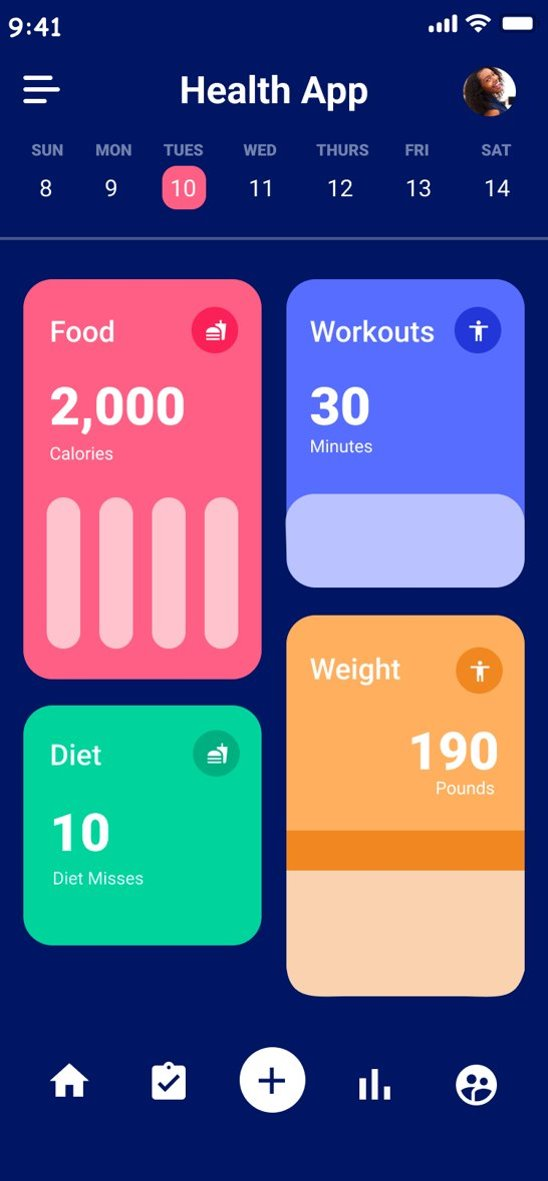 9:41
Health App
SUN MON TUES WED THURS FRI SAT
8 9 10 11 12 13 14
Food
2,000
Calories
Workouts
30
Minutes
Diet
10
Diet Misses
Weight
190
Pounds